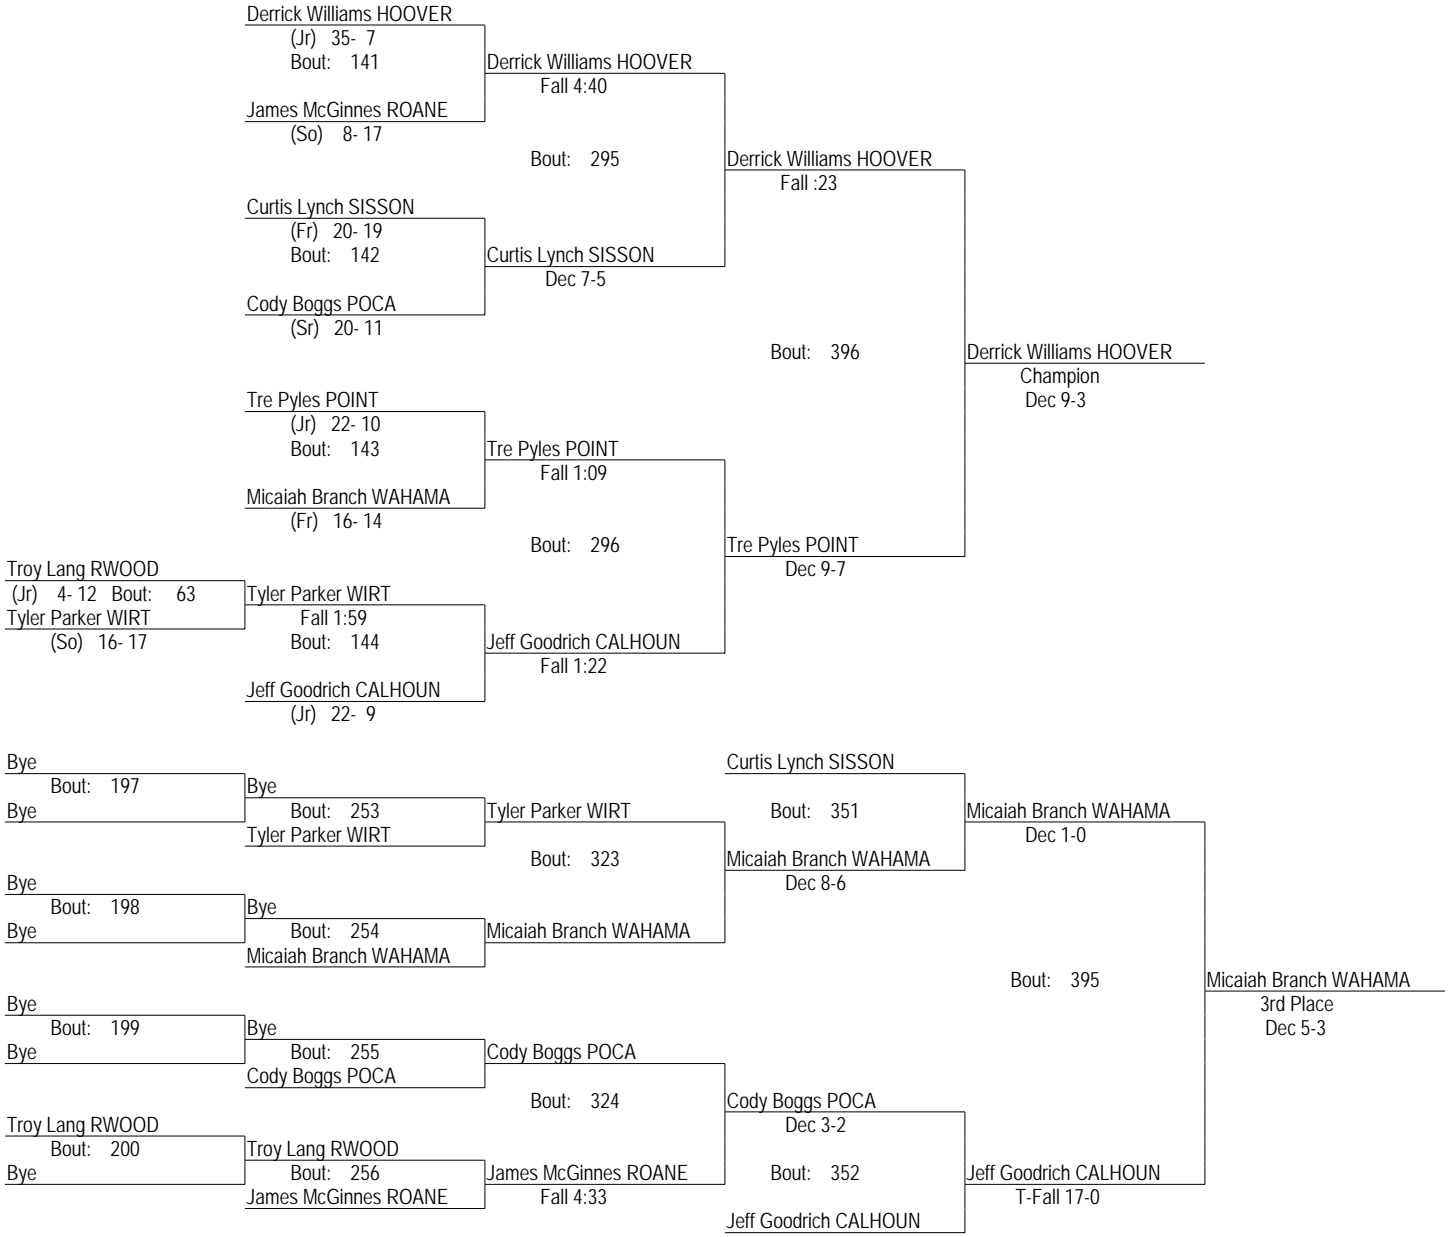 Derrick Williams HOOVER
(Jr) 35- 7
Bout: 141
Derrick Williams HOOVER
Fall 4:40
James McGinnes ROANE
(So) 8- 17
Bout: 295
Derrick Williams HOOVER
Fall :23
Curtis Lynch SISSON
(Fr) 20- 19
Bout: 142
Curtis Lynch SISSON
Dec 7-5
Cody Boggs POCA
(Sr) 20- 11
Bout: 396
Derrick Williams HOOVER
Champion
Dec 9-3
Tre Pyles POINT
(Jr) 22- 10
Bout: 143
Tre Pyles POINT
Fall 1:09
Micaiah Branch WAHAMA
(Fr) 16- 14
Bout: 296
Tre Pyles POINT
Dec 9-7
Troy Lang RWOOD
(Jr) 4- 12 Bout: 63
Tyler Parker WIRT
(So) 16- 17
Tyler Parker WIRT
Fall 1:59
Bout: 144
Jeff Goodrich CALHOUN
Fall 1:22
Jeff Goodrich CALHOUN
(Jr) 22- 9
Bye
Bout: 197
Bye
Bye
Bout: 253
Tyler Parker WIRT
Tyler Parker WIRT
Bout: 323
Curtis Lynch SISSON
Bout: 351
Micaiah Branch WAHAMA
Dec 1-0
Micaiah Branch WAHAMA
Dec 8-6
Bye
Bout: 198
Bye
Bye
Bout: 254
Micaiah Branch WAHAMA
Micaiah Branch WAHAMA
Bout: 395
Micaiah Branch WAHAMA
3rd Place
Dec 5-3
Bye
Bout: 199
Bye
Bye
Bout: 255
Cody Boggs POCA
Cody Boggs POCA
Bout: 324
Cody Boggs POCA
Dec 3-2
Troy Lang RWOOD
Bout: 200
Bye
Troy Lang RWOOD
Bout: 256
James McGinnes ROANE
James McGinnes ROANE
Fall 4:33
Bout: 352
Jeff Goodrich CALHOUN
T-Fall 17-0
Jeff Goodrich CALHOUN